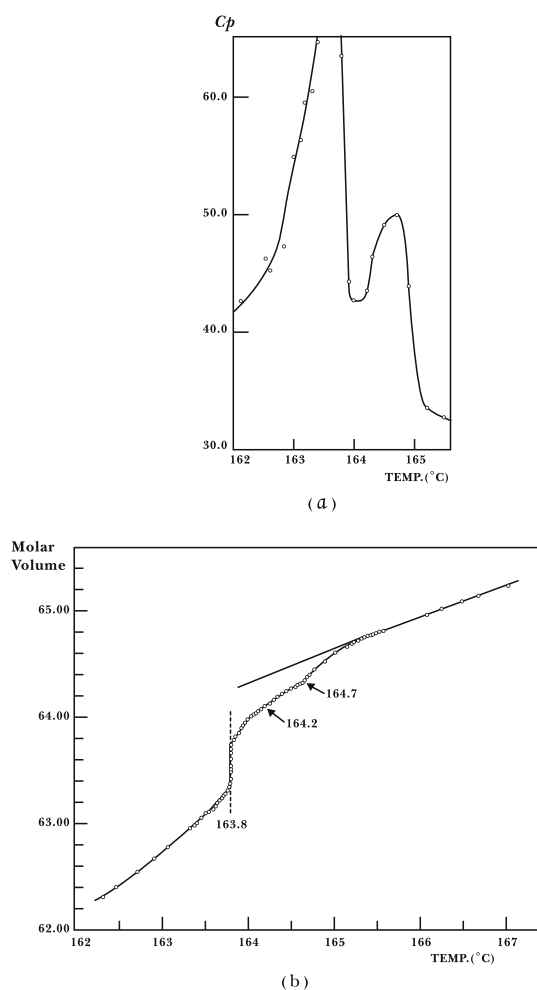 Cp
60.0
50.0
40.0
30.0
162 163 164 165
TEMP.(°C)
(a)
Molar
Volume
65.00
64.00
63.00
62.00
164.7
164.2
163.8
162 163 164 165 166 167
TEMP.(°C)
(b)